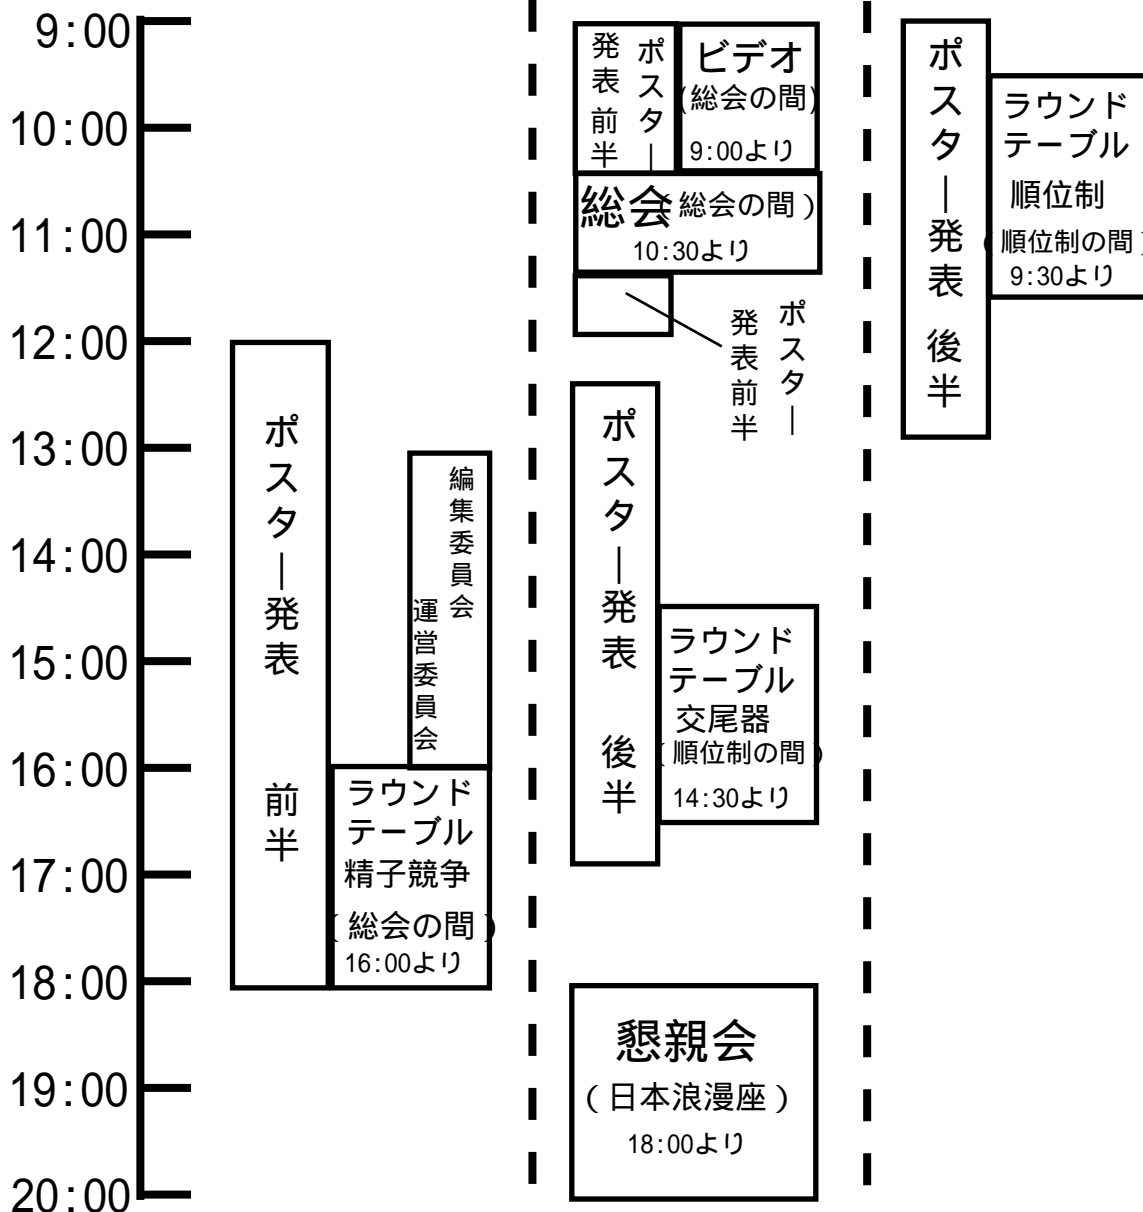 9:00
10:00
11:00
12:00
13:00
14:00
15:00
16:00
17:00
18:00
19:00
20:00
ポスター発表 前半
編集委員会
運営委員会
ラウンド
テーブル
精子競争
(総会の間)
16:00より
ポスター
発表前半
ビデオ
(総会の間)
9:00より
総会(総会の間)
10:30より
ポスター
発表前半
ポスター発表 後半
ラウンド
テーブル
交尾器
(順位制の間)
14:30より
懇親会
(日本浪漫座)
18:00より
ポスター発表 後半
ラウンド
テーブル
順位制
(順位制の間)
9:30より